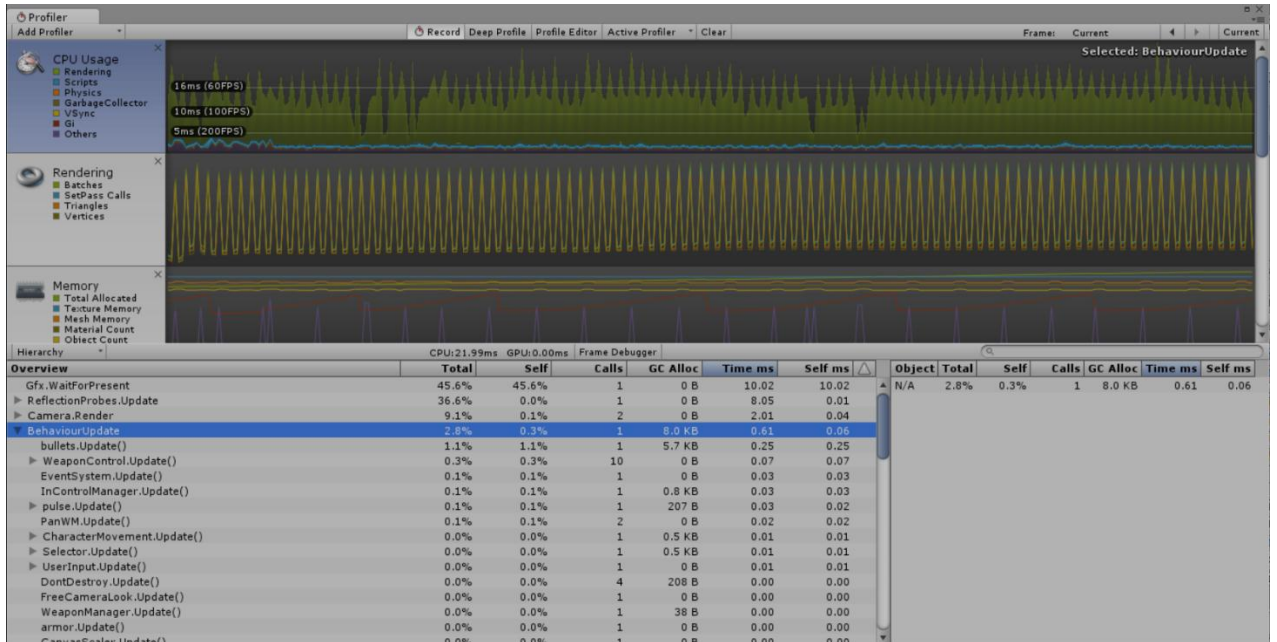 Profiler
Add Profiler Record Deep Profile Profile Editor Active Profiler Clear Frame: Current Current
CPU Usage
Rendering
Scripts
Physics
GarbageCollector
VSync
Gi
Others
Selected: BehaviourUpdate
16ms (60FPS)
10ms (100FPS)
5ms (200FPS)
Rendering
Batches
SetPass Calls
Triangles
Vertices
Memory
Total Allocated
Texture Memory
Mesh Memory
Material Count
Object Count
Hierarchy CPU:21.99ms GPU:0.00ms Frame Debugger
Overview Total Self Calls GC Alloc Time ms Self ms Object Total Self Calls GC Alloc Time ms Self ms
Gfx.WaitForPresent 45.6% 45.6% 1 0 B 10.02 10.02 N/A 2.8% 0.3% 1 8.0 KB 0.61 0.06
ReflectionProbes.Update 36.6% 0.0% 1 0 B 8.05 0.01
Camera.Render 9.1% 0.1% 2 0 B 2.01 0.04
BehaviourUpdate 2.8% 0.3% 1 8.0 KB 0.61 0.06
bullets.Update() 1.1% 1.1% 1 5.7 KB 0.25 0.25
WeaponControl.Update() 0.3% 0.3% 10 0 B 0.07 0.07
EventSystem.Update() 0.1% 0.1% 1 0 B 0.03 0.03
InControlManager.Update() 0.1% 0.1% 1 0.8 KB 0.03 0.03
pulse.Update() 0.1% 0.1% 1 207 B 0.03 0.02
PanWM.Update() 0.1% 0.1% 2 0 B 0.02 0.02
CharacterMovement.Update() 0.0% 0.0% 1 0.5 KB 0.01 0.01
Selector.Update() 0.0% 0.0% 1 0.5 KB 0.01 0.01
UserInput.Update() 0.0% 0.0% 1 0 B 0.01 0.01
DontDestroy.Update() 0.0% 0.0% 4 208 B 0.00 0.00
FreeCameraLook.Update() 0.0% 0.0% 1 0 B 0.00 0.00
WeaponManager.Update() 0.0% 0.0% 1 38 B 0.00 0.00
armor.Update() 0.0% 0.0% 1 0 B 0.00 0.00
CanvasScaler.Update() 0.0% 0.0% 1 0 B 0.00 0.00